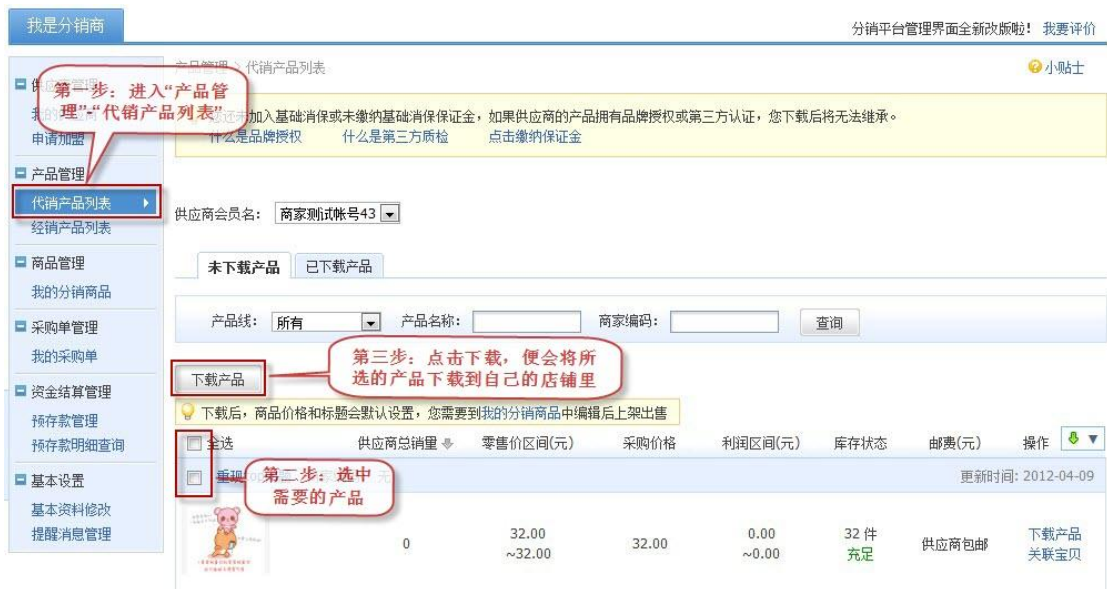 我是分销商
分销平台管理界面全新改版啦! 我要评价
产品管理 > 代销产品列表
小贴士
第一步:进入“产品管
理”-“代销产品列表”
申请加盟
产品管理
代销产品列表
经销产品列表
商品管理
我的分销商品
采购单管理
我的采购单
资金结算管理
预存款管理
预存款明细查询
基本设置
基本资料修改
提醒消息管理
加入基础消保或未缴纳基础消保保证金,如果供应商的产品拥有品牌授权或第三方认证,您下载后将无法继承。
什么是品牌授权 什么是第三方质检 点击缴纳保证金
供应商会员名: 商家测试帐号43
未下载产品 已下载产品
产品线: 所有 产品名称: 商家编码: 查询
下载产品
第三步:点击下载,便会将所
选的产品下载到自己的店铺里
下载后,商品价格和标题会默认设置,您需要到我的分销商品中编辑后上架出售
全选 供应商总销量 零售价区间(元) 采购价格 利润区间(元) 库存状态 邮费(元) 操作
重现
更新时间: 2012-04-09
第二步:选中
需要的产品
0 32.00 32.00 0.00 32 件 供应商包邮 下载产品
~32.00 ~0.00 充足 关联宝贝